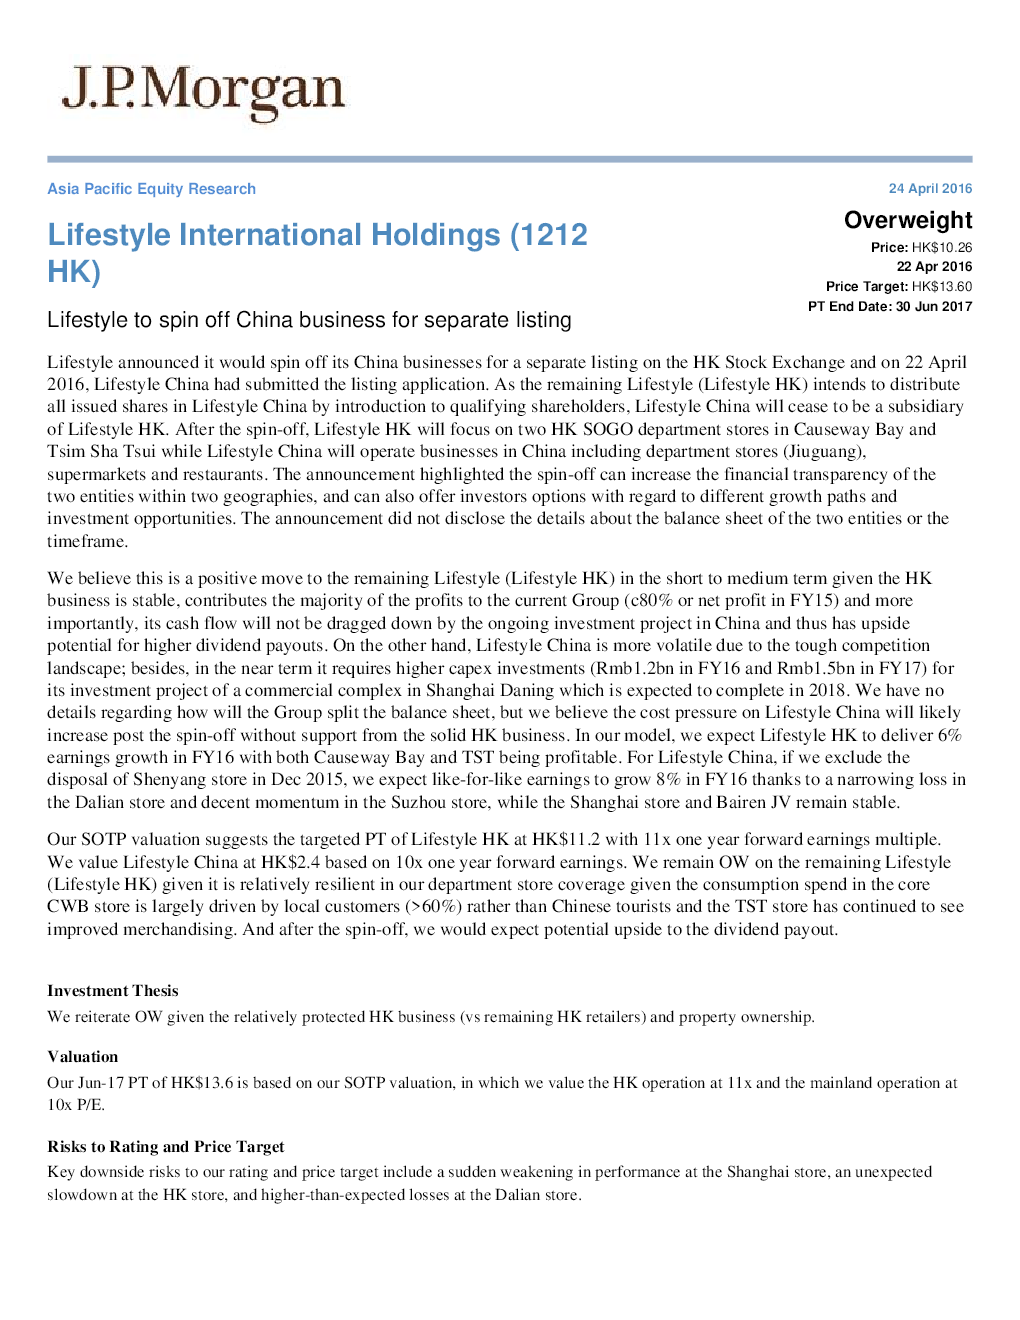 J.P.Morgan
Asia Pacific Equity Research
24 April 2016
Lifestyle International Holdings (1212
HK)
Lifestyle to spin off China business for separate listing
Overweight
Price: HK$10.26
22 Apr 2016
Price Target: HK$13.60
PT End Date: 30 Jun 2017
Lifestyle announced it would spin off its China businesses for a separate listing on the HK Stock Exchange and on 22 April
2016, Lifestyle China had submitted the listing application. As the remaining Lifestyle (Lifestyle HK) intends to distribute
all issued shares in Lifestyle China by introduction to qualifying shareholders, Lifestyle China will cease to be a subsidiary
of Lifestyle HK. After the spin-off, Lifestyle HK will focus on two HK SOGO department stores in Causeway Bay and
Tsim Sha Tsui while Lifestyle China will operate businesses in China including department stores (Jiuguang),
supermarkets and restaurants. The announcement highlighted the spin-off can increase the financial transparency of the
two entities within two geographies, and can also offer investors options with regard to different growth paths and
investment opportunities. The announcement did not disclose the details about the balance sheet of the two entities or the
timeframe.
We believe this is a positive move to the remaining Lifestyle (Lifestyle HK) in the short to medium term given the HK
business is stable, contributes the majority of the profits to the current Group (c80% or net profit in FY15) and more
importantly, its cash flow will not be dragged down by the ongoing investment project in China and thus has upside
potential for higher dividend payouts. On the other hand, Lifestyle China is more volatile due to the tough competition
landscape; besides, in the near term it requires higher capex investments (Rmb1.2bn in FY16 and Rmb1.5bn in FY17) for
its investment project of a commercial complex in Shanghai Daning which is expected to complete in 2018. We have no
details regarding how will the Group split the balance sheet, but we believe the cost pressure on Lifestyle China will likely
increase post the spin-off without support from the solid HK business. In our model, we expect Lifestyle HK to deliver 6%
earnings growth in FY16 with both Causeway Bay and TST being profitable. For Lifestyle China, if we exclude the
disposal of Shenyang store in Dec 2015, we expect like-for-like earnings to grow 8% in FY16 thanks to a narrowing loss in
the Dalian store and decent momentum in the Suzhou store, while the Shanghai store and Bairen JV remain stable.
Our SOTP valuation suggests the targeted PT of Lifestyle HK at HK$11.2 with 11x one year forward earnings multiple.
We value Lifestyle China at HK$2.4 based on 10x one year forward earnings. We remain OW on the remaining Lifestyle
(Lifestyle HK) given it is relatively resilient in our department store coverage given the consumption spend in the core
CWB store is largely driven by local customers (>60%) rather than Chinese tourists and the TST store has continued to see
improved merchandising. And after the spin-off, we would expect potential upside to the dividend payout.
Investment Thesis
We reiterate OW given the relatively protected HK business (vs remaining HK retailers) and property ownership.
Valuation
Our Jun-17 PT of HK$13.6 is based on our SOTP valuation, in which we value the HK operation at 11x and the mainland operation at
10x P/E.
Risks to Rating and Price Target
Key downside risks to our rating and price target include a sudden weakening in performance at the Shanghai store, an unexpected
slowdown at the HK store, and higher-than-expected losses at the Dalian store.